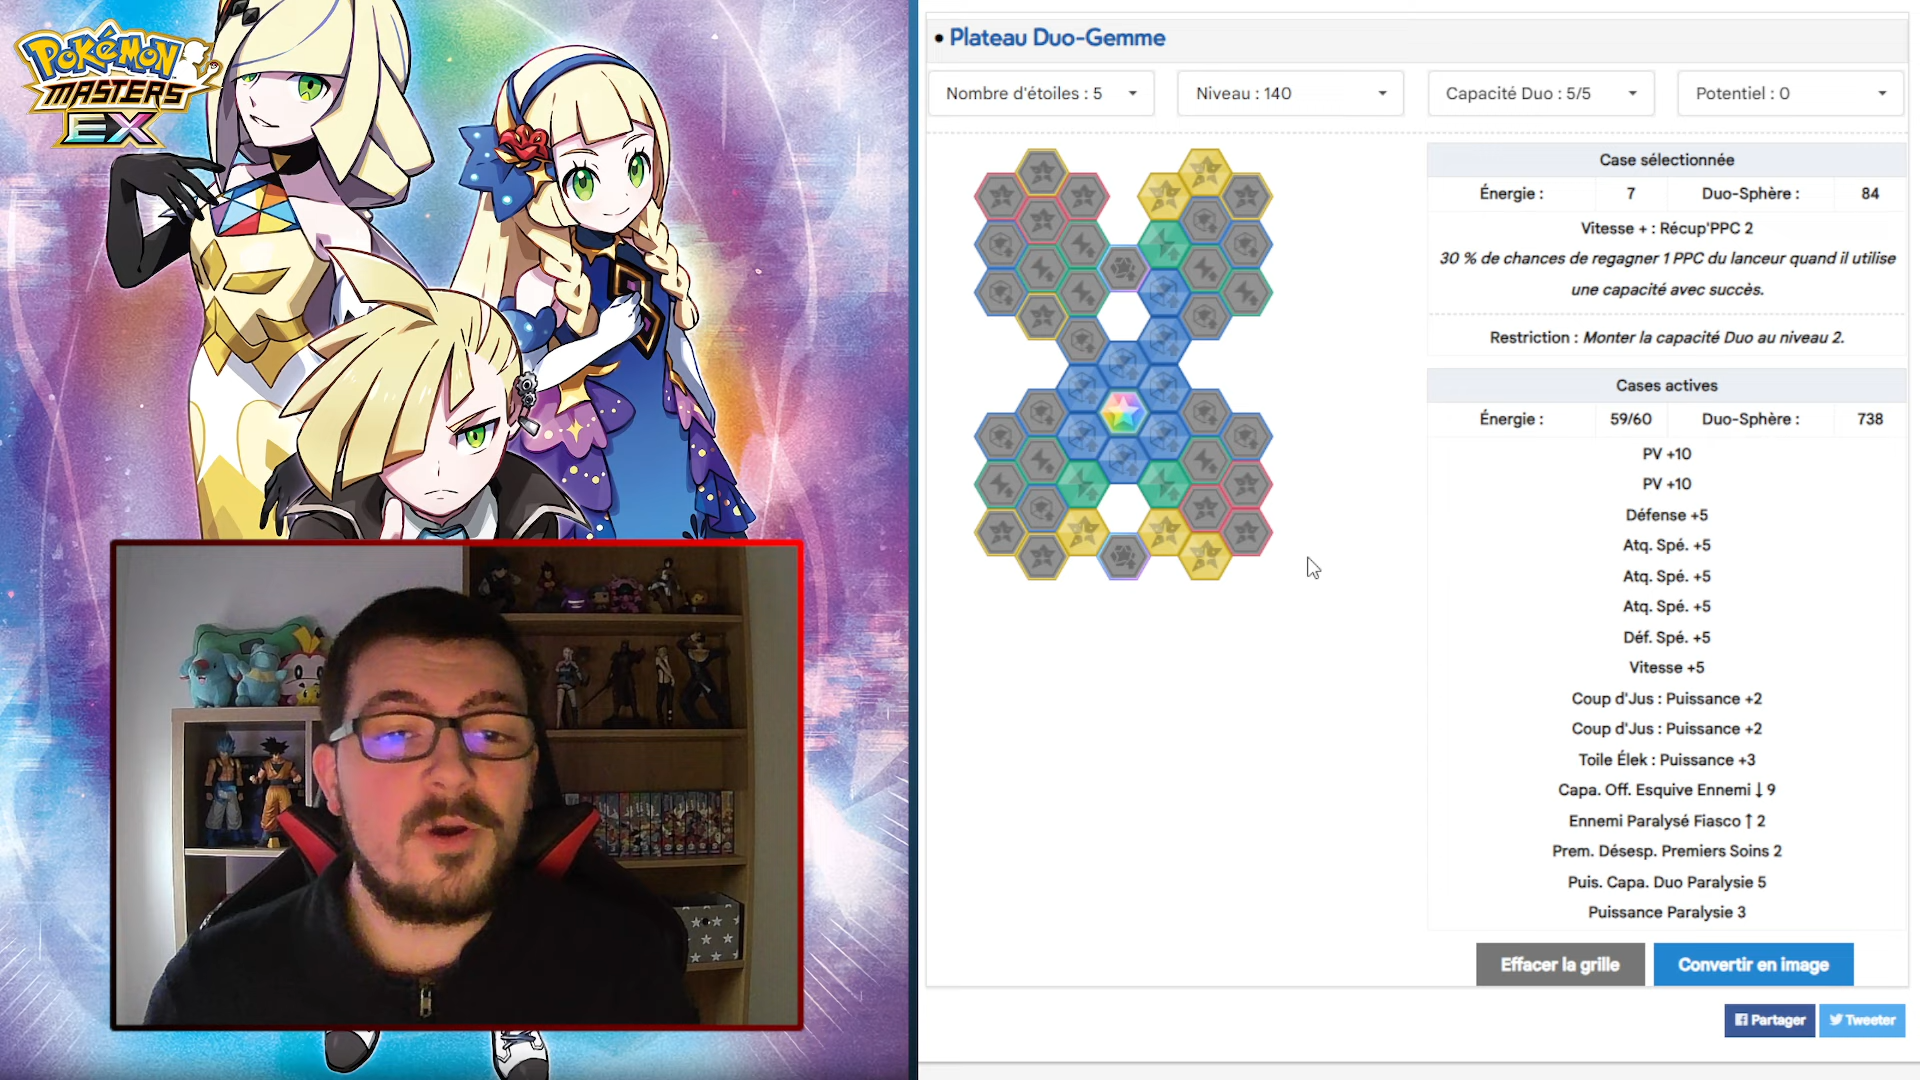 POKÉMON
MASTERS
EX
• Plateau Duo-Gemme
Nombre d'étoiles : 5
Niveau : 140
Capacité Duo : 5/5
Potentiel : 0
Case sélectionnée
Énergie : 7 Duo-Sphère : 84
Vitesse + : Récup'PPC 2
30 % de chances de regagner 1 PPC du lanceur quand il utilise
une capacité avec succès.
Restriction : Monter la capacité Duo au niveau 2.
Cases actives
Énergie : 59/60 Duo-Sphère : 738
PV +10
PV +10
Défense +5
Atq. Spé. +5
Atq. Spé. +5
Atq. Spé. +5
Déf. Spé. +5
Vitesse +5
Coup d'Jus : Puissance +2
Coup d'Jus : Puissance +2
Toile Élek : Puissance +3
Capa. Off. Esquive Ennemi ↓ 9
Ennemi Paralysé Fiasco ↑ 2
Prem. Désesp. Premiers Soins 2
Puis. Capa. Duo Paralysie 5
Puissance Paralysie 3
Effacer la grille
Convertir en image
Partager
Tweeter